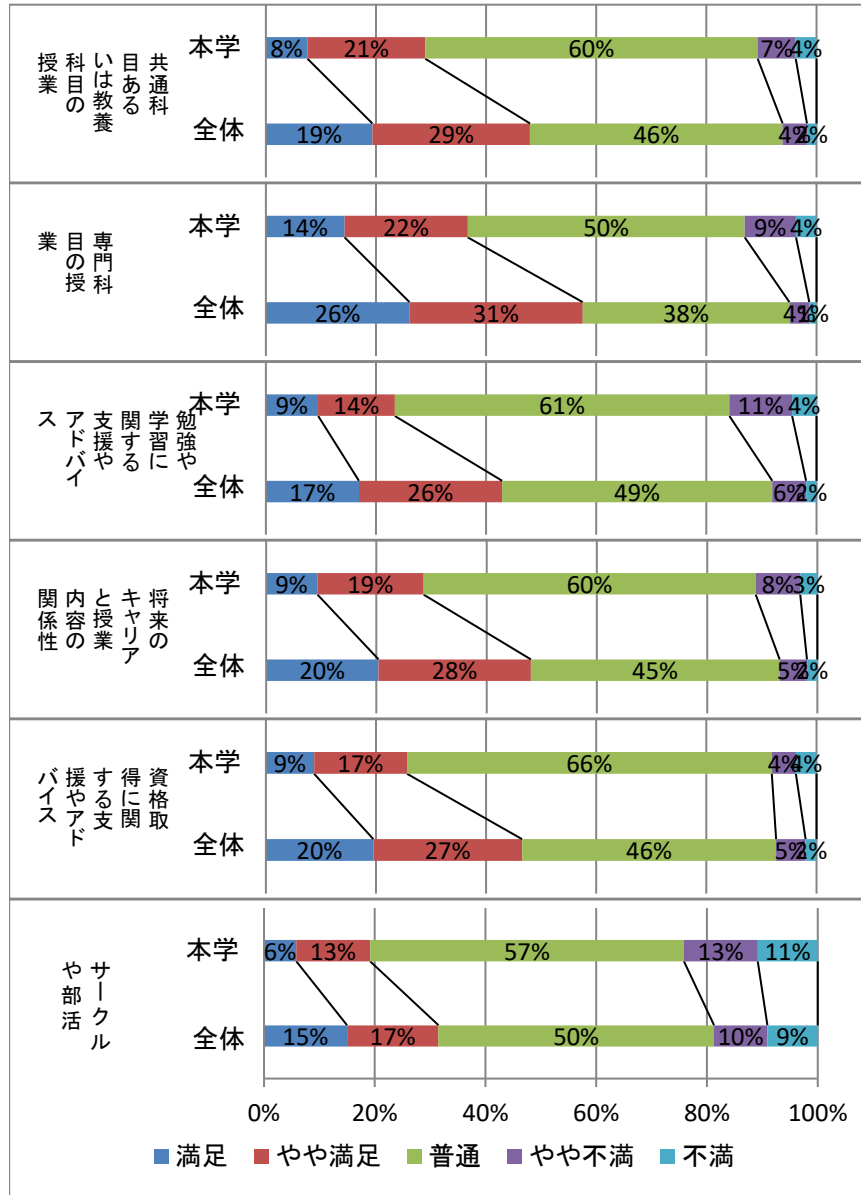 共通科
目ある
いは教養
科目の
授業
本学
8% 21% 60% 7% 4%
全体
19% 29% 46% 4% 2%
専門科
目の授
業
本学
14% 22% 50% 9% 4%
全体
26% 31% 38% 4% 1%
勉強や
学習に
関する
支援や
アドバイ
ス
本学
9% 14% 61% 11% 4%
全体
17% 26% 49% 6% 2%
将来の
キャリア
と授業
内容の
関係性
本学
9% 19% 60% 8% 3%
全体
20% 28% 45% 5% 2%
資格取
得に関
する支
援やアド
バイス
本学
9% 17% 66% 4% 4%
全体
20% 27% 46% 5% 2%
サークル
や部活
本学
6% 13% 57% 13% 11%
全体
15% 17% 50% 10% 9%
0% 20% 40% 60% 80% 100%
満足 やや満足 普通 やや不満 不満